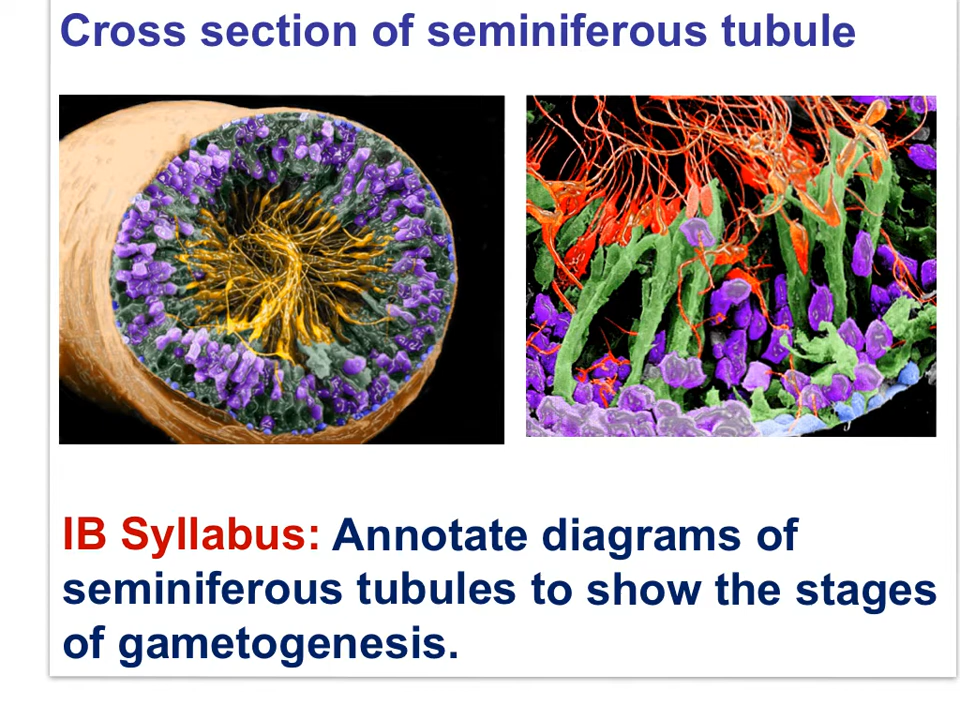 Cross section of seminiferous tubule
IB Syllabus: Annotate diagrams of
seminiferous tubules to show the stages
of gametogenesis.